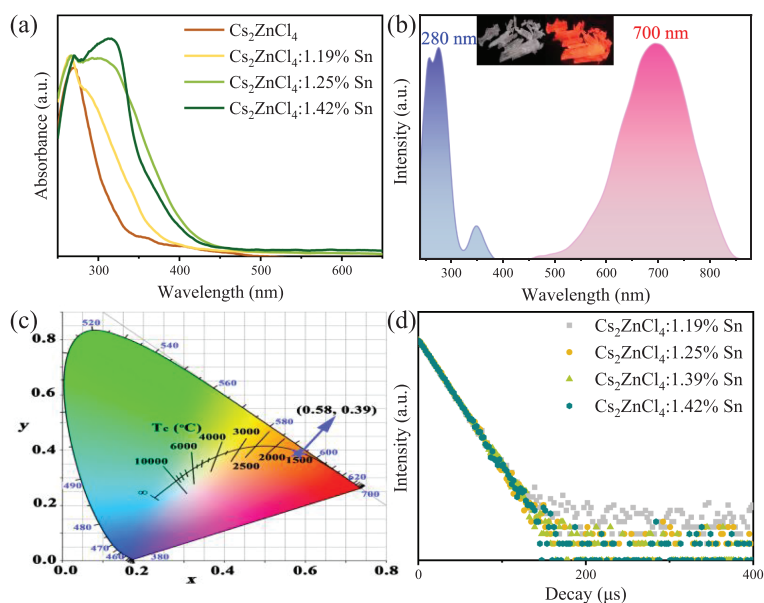 (a)
Cs₂ZnCl₄
Cs₂ZnCl₄:1.19% Sn
Cs₂ZnCl₄:1.25% Sn
Cs₂ZnCl₄:1.42% Sn
Absorbance (a.u.)
300 400 500 600
Wavelength (nm)
(b)
280 nm
700 nm
Intensity (a.u.)
300 400 500 600 700 800
Wavelength (nm)
(c)
0.8
0.6
0.4
0.2
0.0
y
520
540
560
580
600
620
700
490
480
470
460
380
(0.58, 0.39)
Tc (°C)
10000
6000
4000
3000
2500
2000
1500
∞
0.0 0.2 0.4 0.6 0.8
x
(d)
Cs₂ZnCl₄:1.19% Sn
Cs₂ZnCl₄:1.25% Sn
Cs₂ZnCl₄:1.39% Sn
Cs₂ZnCl₄:1.42% Sn
Intensity (a.u.)
0 200 400
Decay (μs)